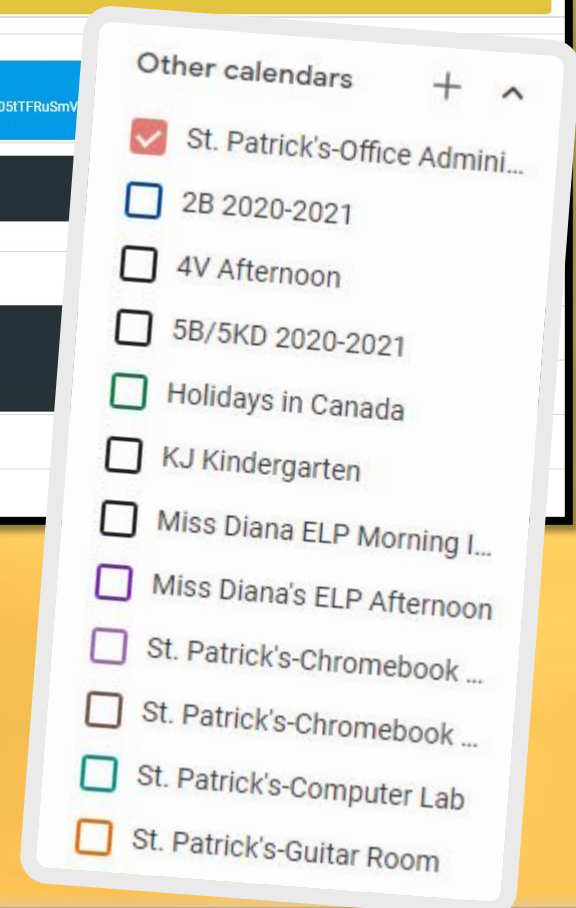 Other calendars
St. Patrick's-Office Admini...
2B 2020-2021
4V Afternoon
5B/5KD 2020-2021
Holidays in Canada
KJ Kindergarten
Miss Diana ELP Morning I...
Miss Diana's ELP Afternoon
St. Patrick's-Chromebook ...
St. Patrick's-Chromebook ...
St. Patrick's-Computer Lab
St. Patrick's-Guitar Room